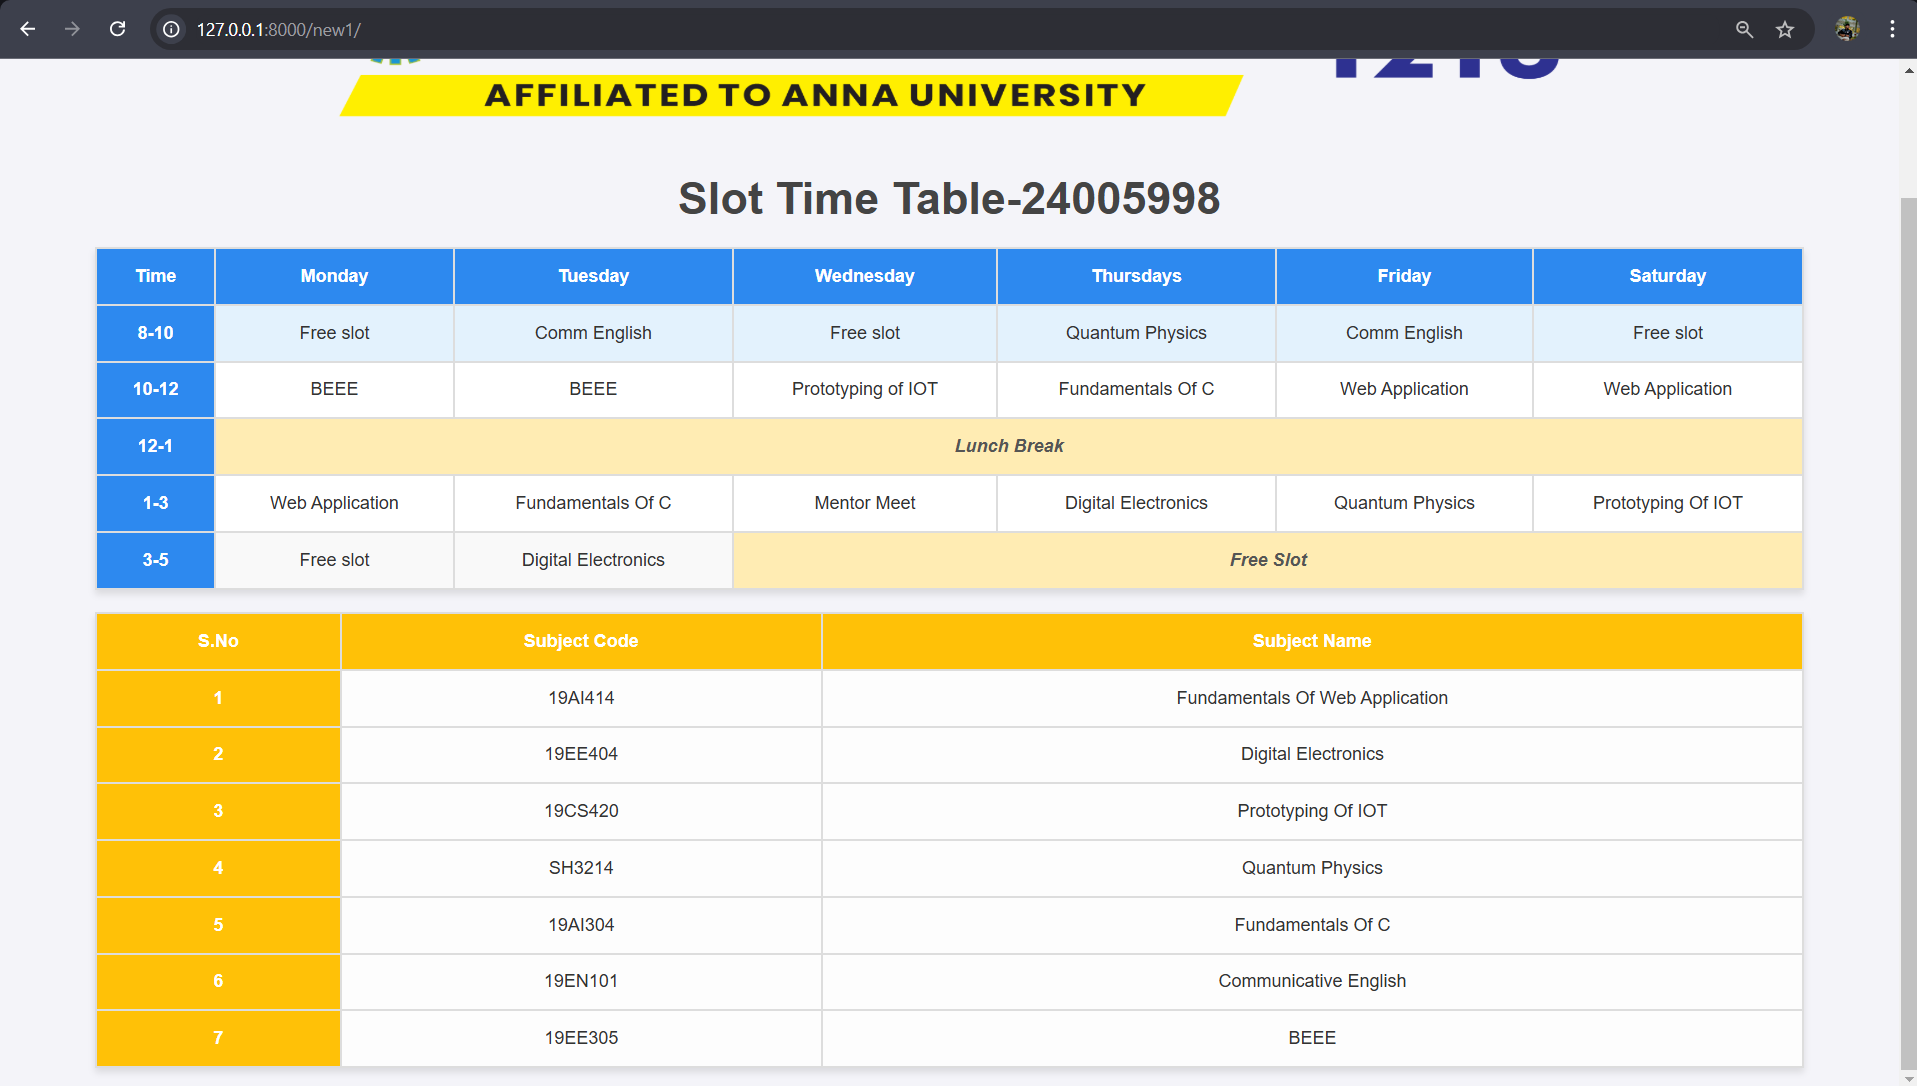 127.0.0.1:8000/new1/
AFFILIATED TO ANNA UNIVERSITY
Slot Time Table-24005998
Time Monday Tuesday Wednesday Thursdays Friday Saturday
8-10 Free slot Comm English Free slot Quantum Physics Comm English Free slot
10-12 BEEE BEEE Prototyping of IOT Fundamentals Of C Web Application Web Application
12-1 Lunch Break
1-3 Web Application Fundamentals Of C Mentor Meet Digital Electronics Quantum Physics Prototyping Of IOT
3-5 Free slot Digital Electronics Free Slot
S.No Subject Code Subject Name
1 19AI414 Fundamentals Of Web Application
2 19EE404 Digital Electronics
3 19CS420 Prototyping Of IOT
4 SH3214 Quantum Physics
5 19AI304 Fundamentals Of C
6 19EN101 Communicative English
7 19EE305 BEEE